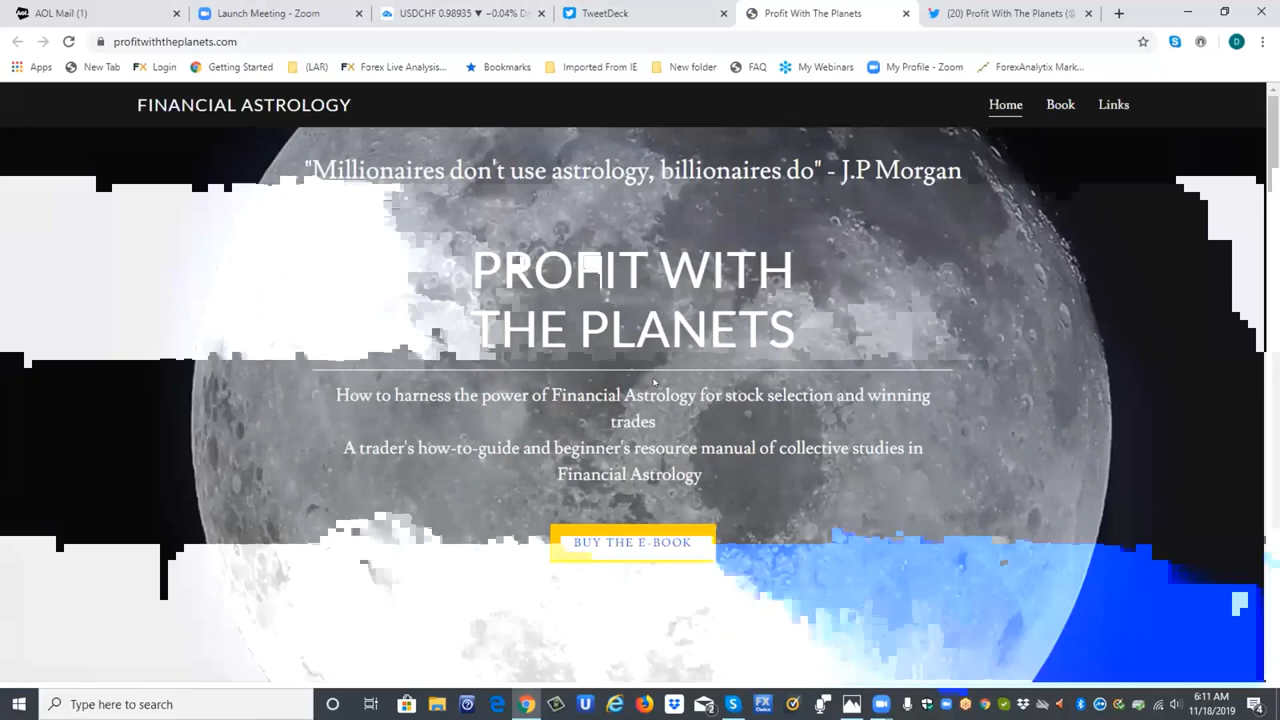 AOL Mail (1)
Launch Meeting - Zoom
USDCHF 0.98935 ▼ −0.04% D
TweetDeck
Profit With The Planets
(20) Profit With The Planets (
profitwiththeplanets.com
Apps
New Tab
Login
Getting Started
(LAR)
Forex Live Analysis...
Bookmarks
Imported From IE
New folder
FAQ
My Webinars
My Profile - Zoom
ForexAnalytix Mark...
FINANCIAL ASTROLOGY
Home
Book
Links
"Millionaires don't use astrology, billionaires do" - J.P Morgan
PROFIT WITH
THE PLANETS
How to harness the power of Financial Astrology for stock selection and winning
trades
A trader's how-to-guide and beginner's resource manual of collective studies in
Financial Astrology
BUY THE E-BOOK
Type here to search
6:11 AM
11/18/2019